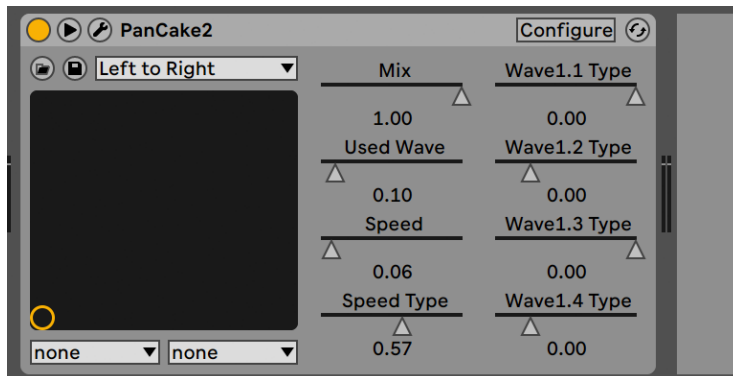 PanCake2 Configure
Left to Right
Mix Wave1.1 Type
1.00 0.00
Used Wave Wave1.2 Type
0.10 0.00
Speed Wave1.3 Type
0.06 0.00
Speed Type Wave1.4 Type
0.57 0.00
none none